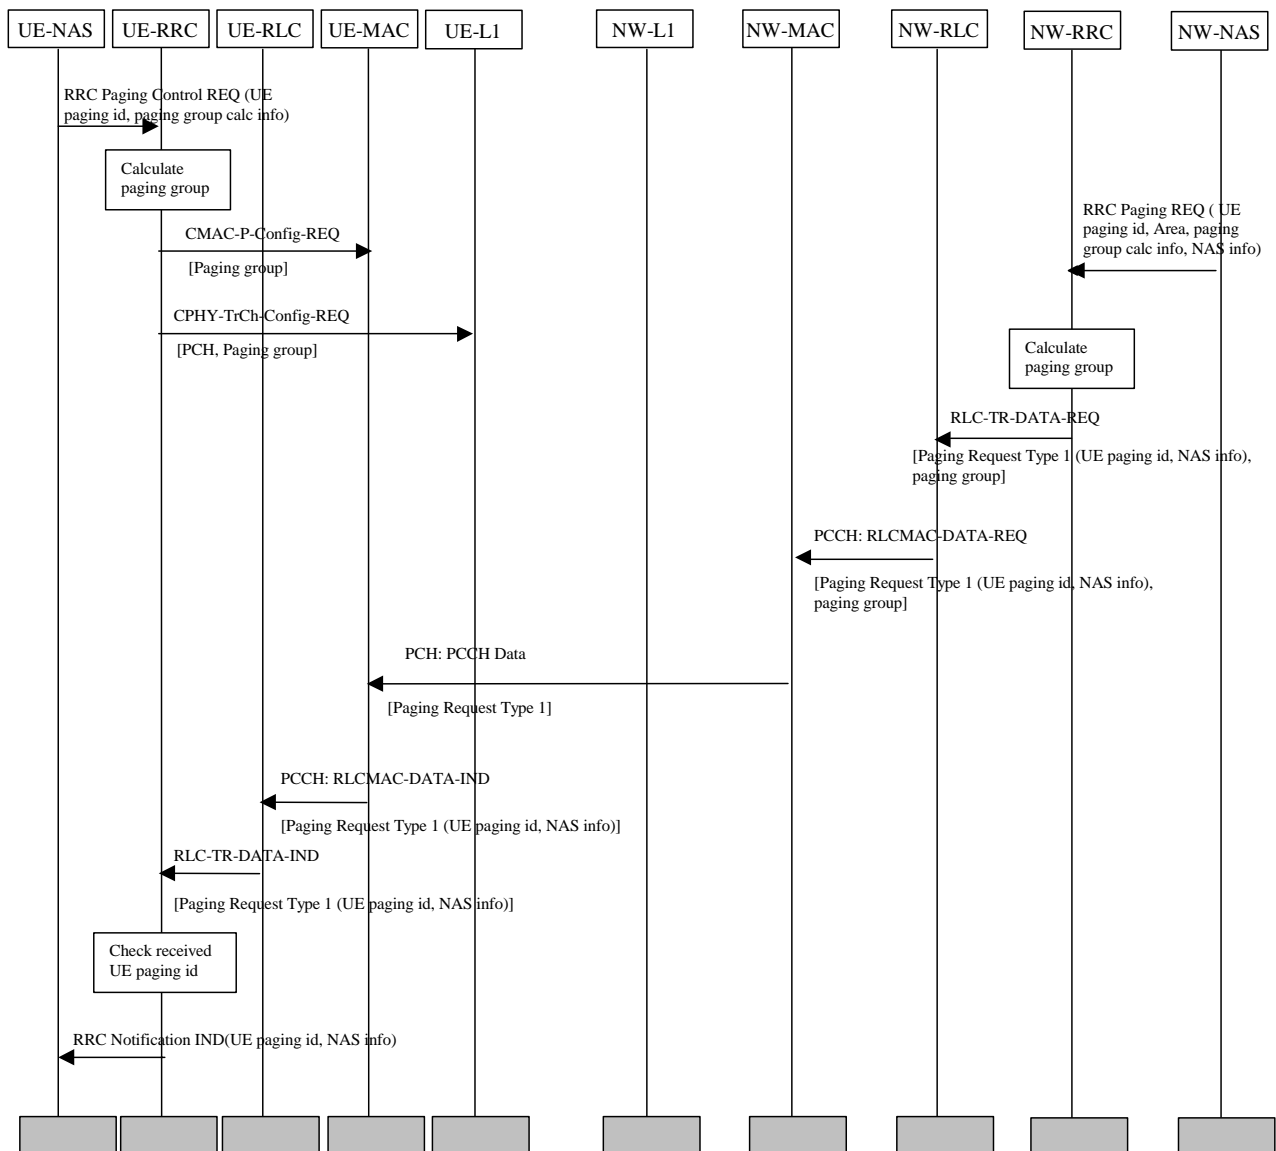 UE-NAS
UE-RRC
UE-RLC
UE-MAC
UE-L1
NW-L1
NW-MAC
NW-RLC
NW-RRC
NW-NAS
RRC Paging Control REQ (UE
paging id, paging group calc info)
Calculate
paging group
CMAC-P-Config-REQ
[Paging group]
RRC Paging REQ ( UE
paging id, Area, paging
group calc info, NAS info)
CPHY-TrCh-Config-REQ
[PCH, Paging group]
Calculate
paging group
RLC-TR-DATA-REQ
[Paging Request Type 1 (UE paging id, NAS info),
paging group]
PCCH: RLCMAC-DATA-REQ
[Paging Request Type 1 (UE paging id, NAS info),
paging group]
PCH: PCCH Data
[Paging Request Type 1]
PCCH: RLCMAC-DATA-IND
[Paging Request Type 1 (UE paging id, NAS info)]
RLC-TR-DATA-IND
[Paging Request Type 1 (UE paging id, NAS info)]
Check received
UE paging id
RRC Notification IND(UE paging id, NAS info)